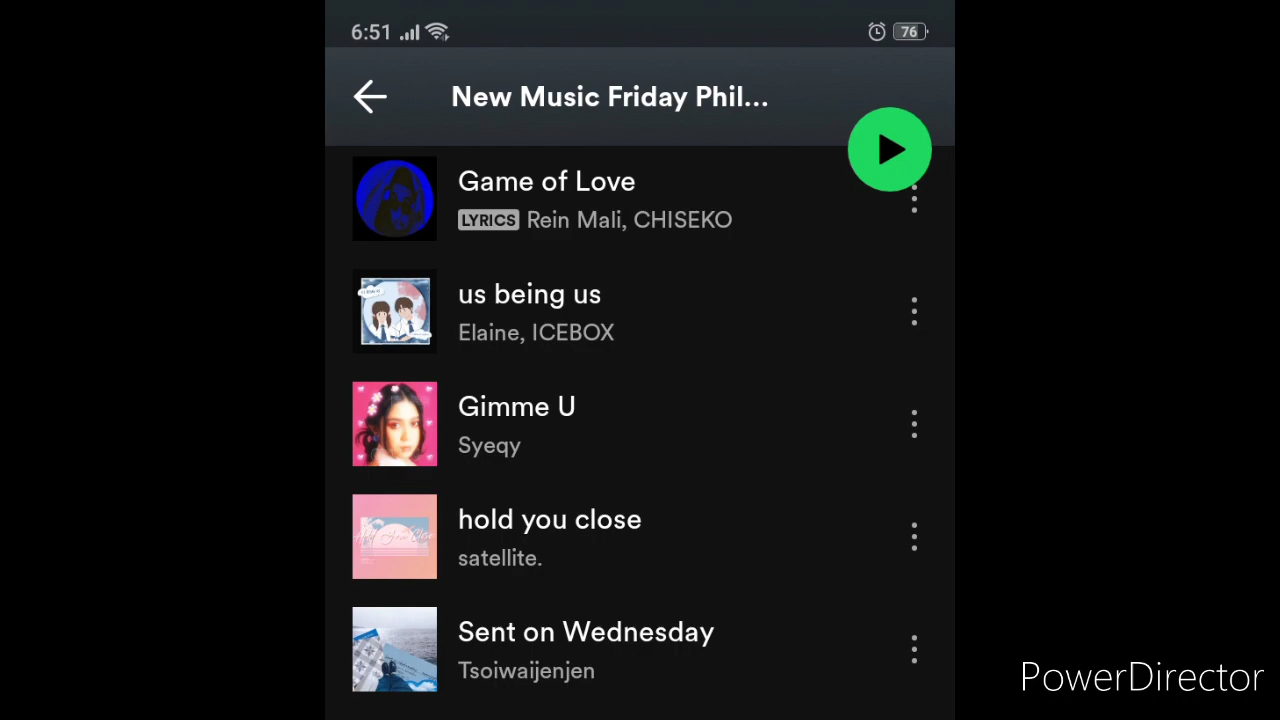 6:51
76
New Music Friday Phil...
Game of Love
LYRICS Rein Mali, CHISEKO
us being us
Elaine, ICEBOX
Gimme U
Syeqy
hold you close
satellite.
Sent on Wednesday
Tsoiwaijenjen
PowerDirector